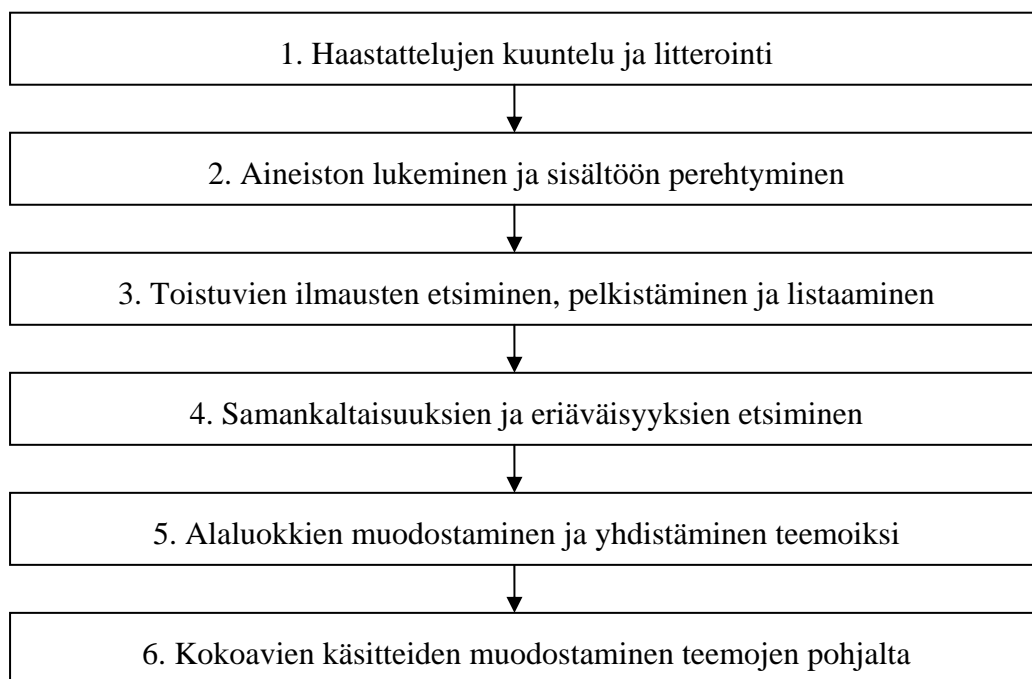 1. Haastattelujen kuuntelu ja litterointi
2. Aineiston lukeminen ja sisältöön perehtyminen
3. Toistuvien ilmausten etsiminen, pelkistäminen ja listaaminen
4. Samankaltaisuuksien ja eriäväisyyksien etsiminen
5. Alaluokkien muodostaminen ja yhdistäminen teemoiksi
6. Kokoavien käsitteiden muodostaminen teemojen pohjalta